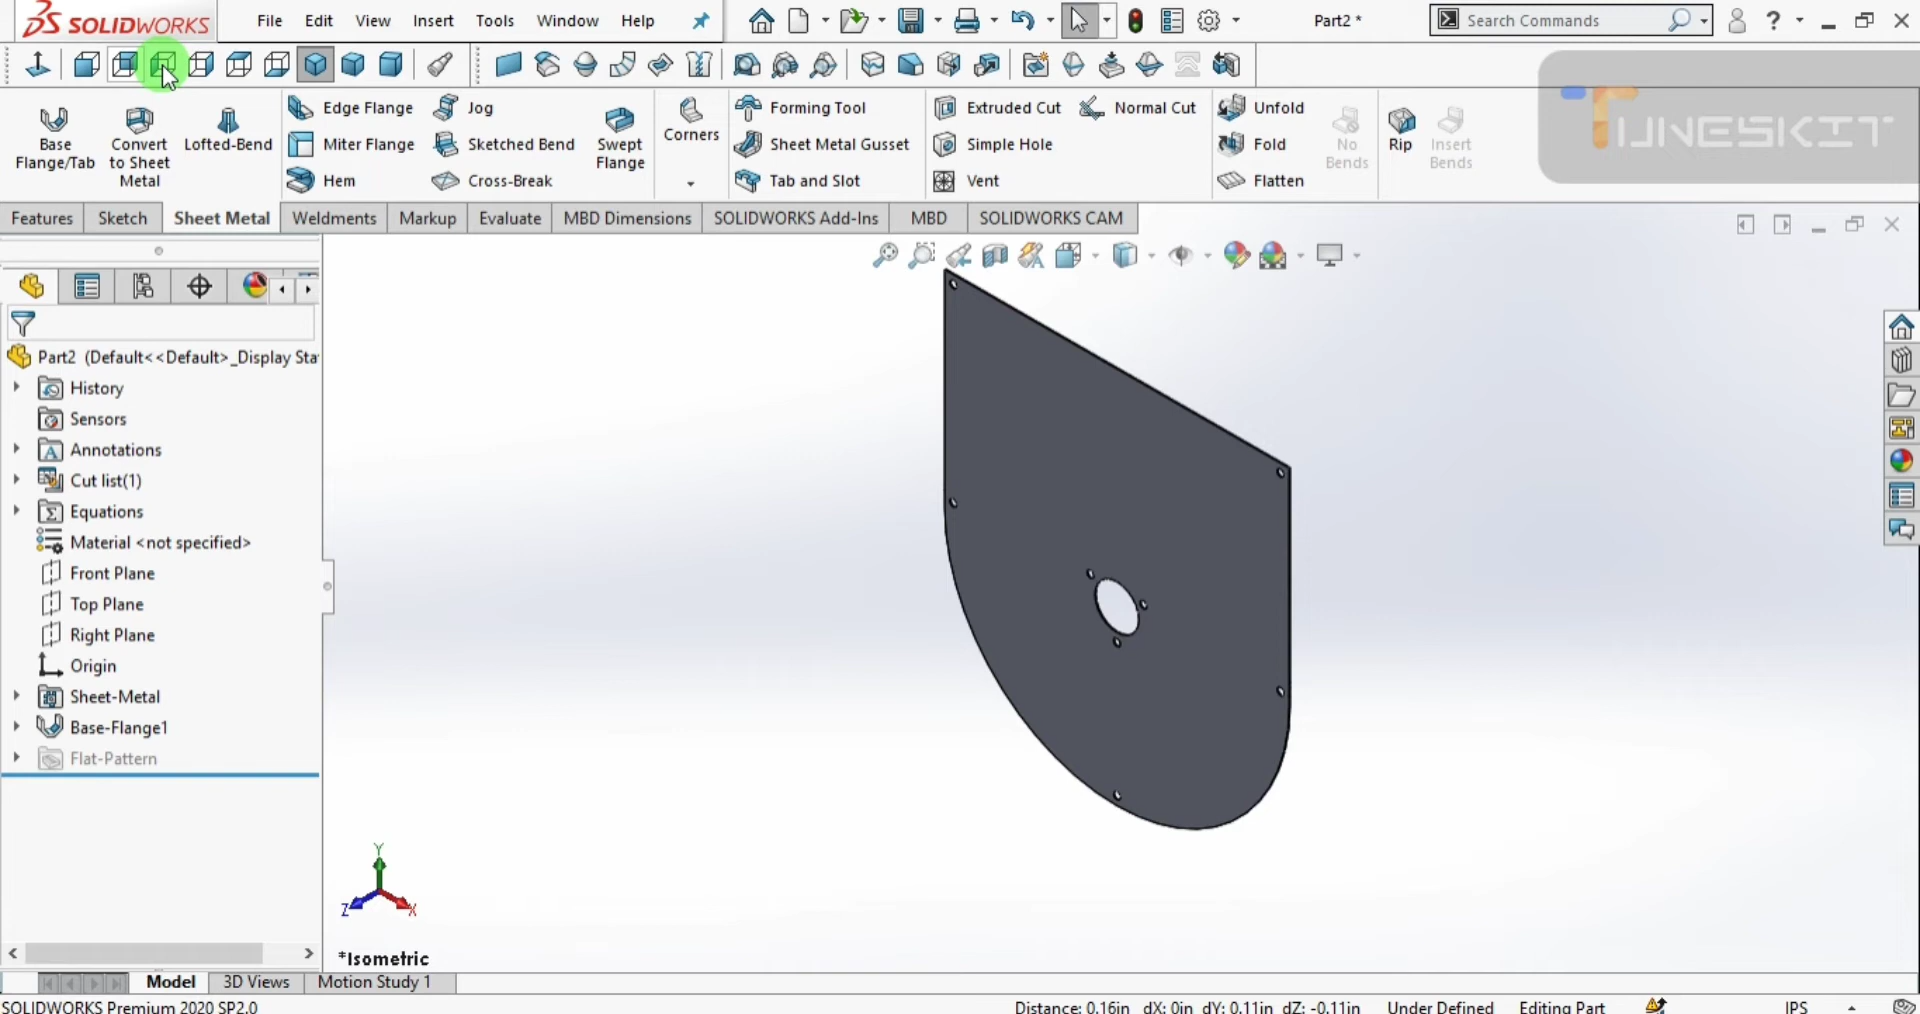 SOLIDWORKS File Edit View Insert Tools Window Help Part2 * Search Commands
Edge Flange Jog Forming Tool Extruded Cut Normal Cut Unfold
Base Flange/Tab Convert to Sheet Metal Lofted-Bend Miter Flange Sketched Bend Swept Flange Corners Sheet Metal Gusset Simple Hole Fold No Bends Rip Insert Bends
Hem Cross-Break Tab and Slot Vent Flatten
TUNESKIT
Features Sketch Sheet Metal Weldments Markup Evaluate MBD Dimensions SOLIDWORKS Add-Ins MBD SOLIDWORKS CAM
Part2 (Default<<Default>_Display Sta
History
Sensors
Annotations
Cut list(1)
Equations
Material <not specified>
Front Plane
Top Plane
Right Plane
Origin
Sheet-Metal
Base-Flange1
Flat-Pattern
Y
Z X
*Isometric
Model 3D Views Motion Study 1
SOLIDWORKS Premium 2020 SP2.0 Distance: 0.16in dX: 0in dY: 0.11in dZ: -0.11in Under Defined Editing Part IPS